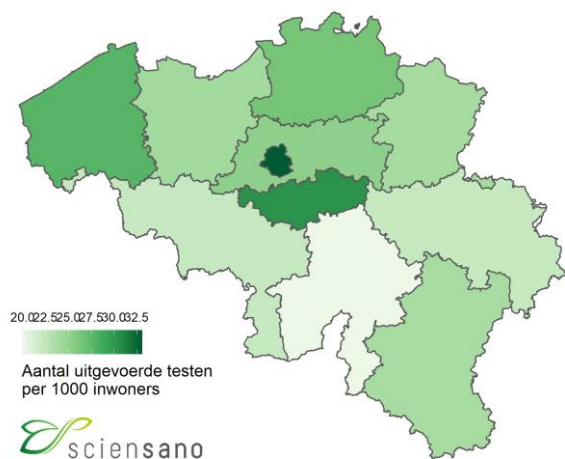 20.022.525.027.530.032.5
Aantal uitgevoerde testen
per 1000 inwoners
sciensano